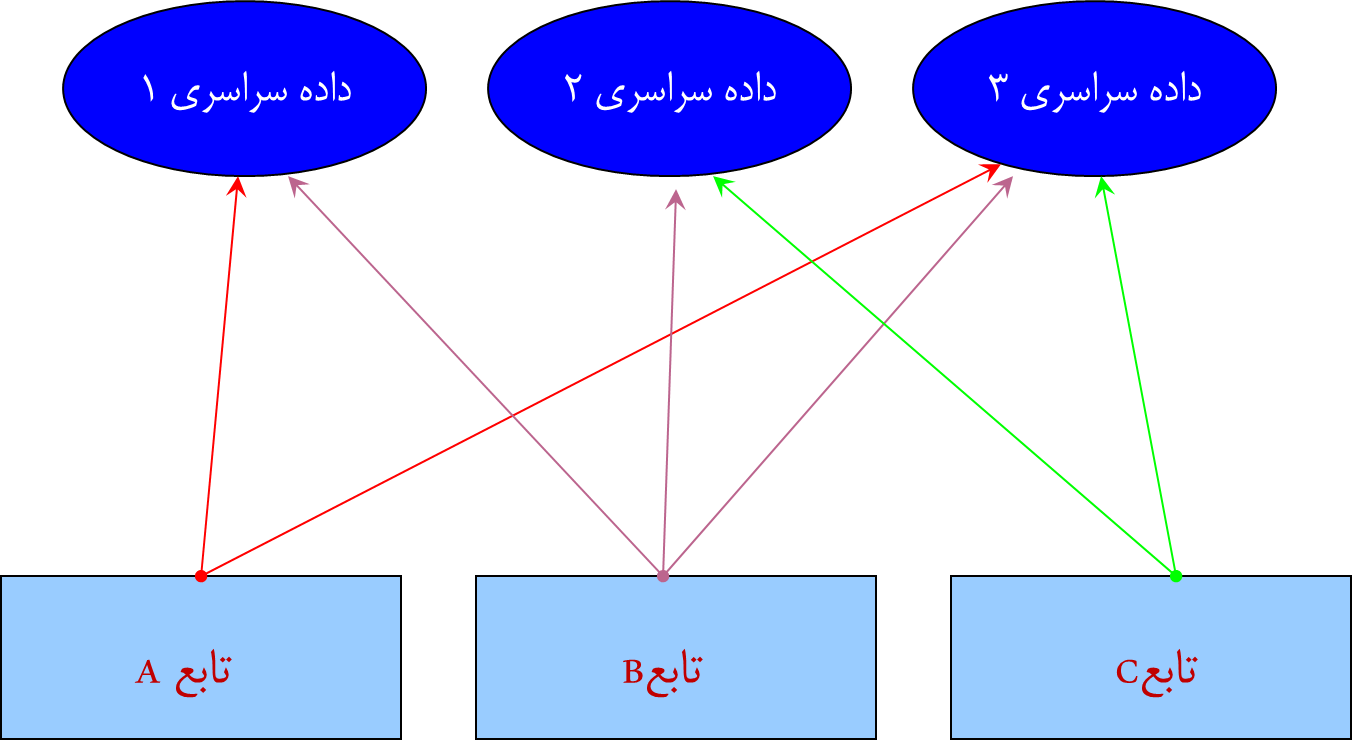 داده سراسری ۱
داده سراسری ۲
داده سراسری ۳
تابع A
تابعB
تابعC